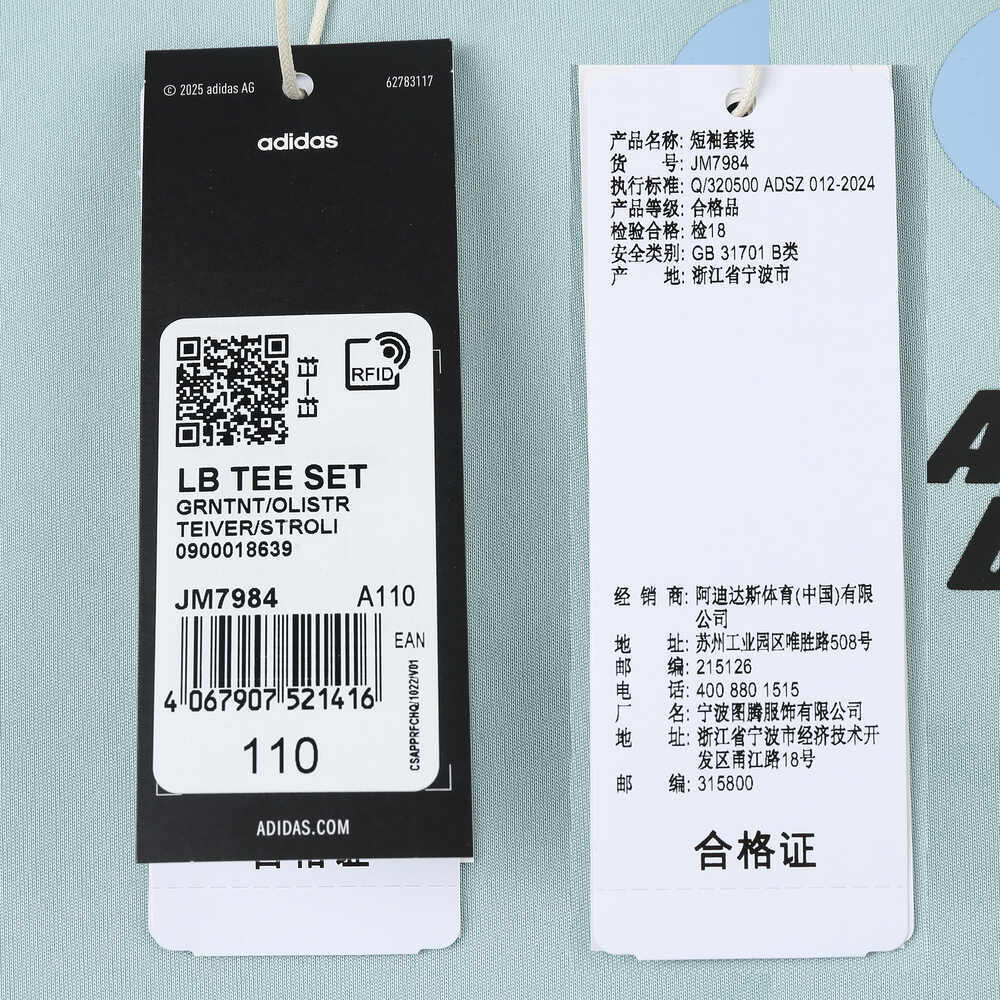 © 2025 adidas AG
62783117
adidas
扫一扫
RFID
LB TEE SET
GRNTNT/OLISTR
TEIVER/STROLI
0900018639
JM7984 A110
EAN
4 067907 521416
CSAPPRFCHQ/1022/V01
110
ADIDAS.COM
合格证
产品名称: 短袖套装
货 号: JM7984
执行标准: Q/320500 ADSZ 012-2024
产品等级: 合格品
检验合格: 检18
安全类别: GB 31701 B类
产 地: 浙江省宁波市
经 销 商: 阿迪达斯体育(中国)有限
公司
地 址: 苏州工业园区唯胜路508号
邮 编: 215126
电 话: 400 880 1515
厂 名: 宁波图腾服饰有限公司
地 址: 浙江省宁波市经济技术开
发区甬江路18号
邮 编: 315800
合格证